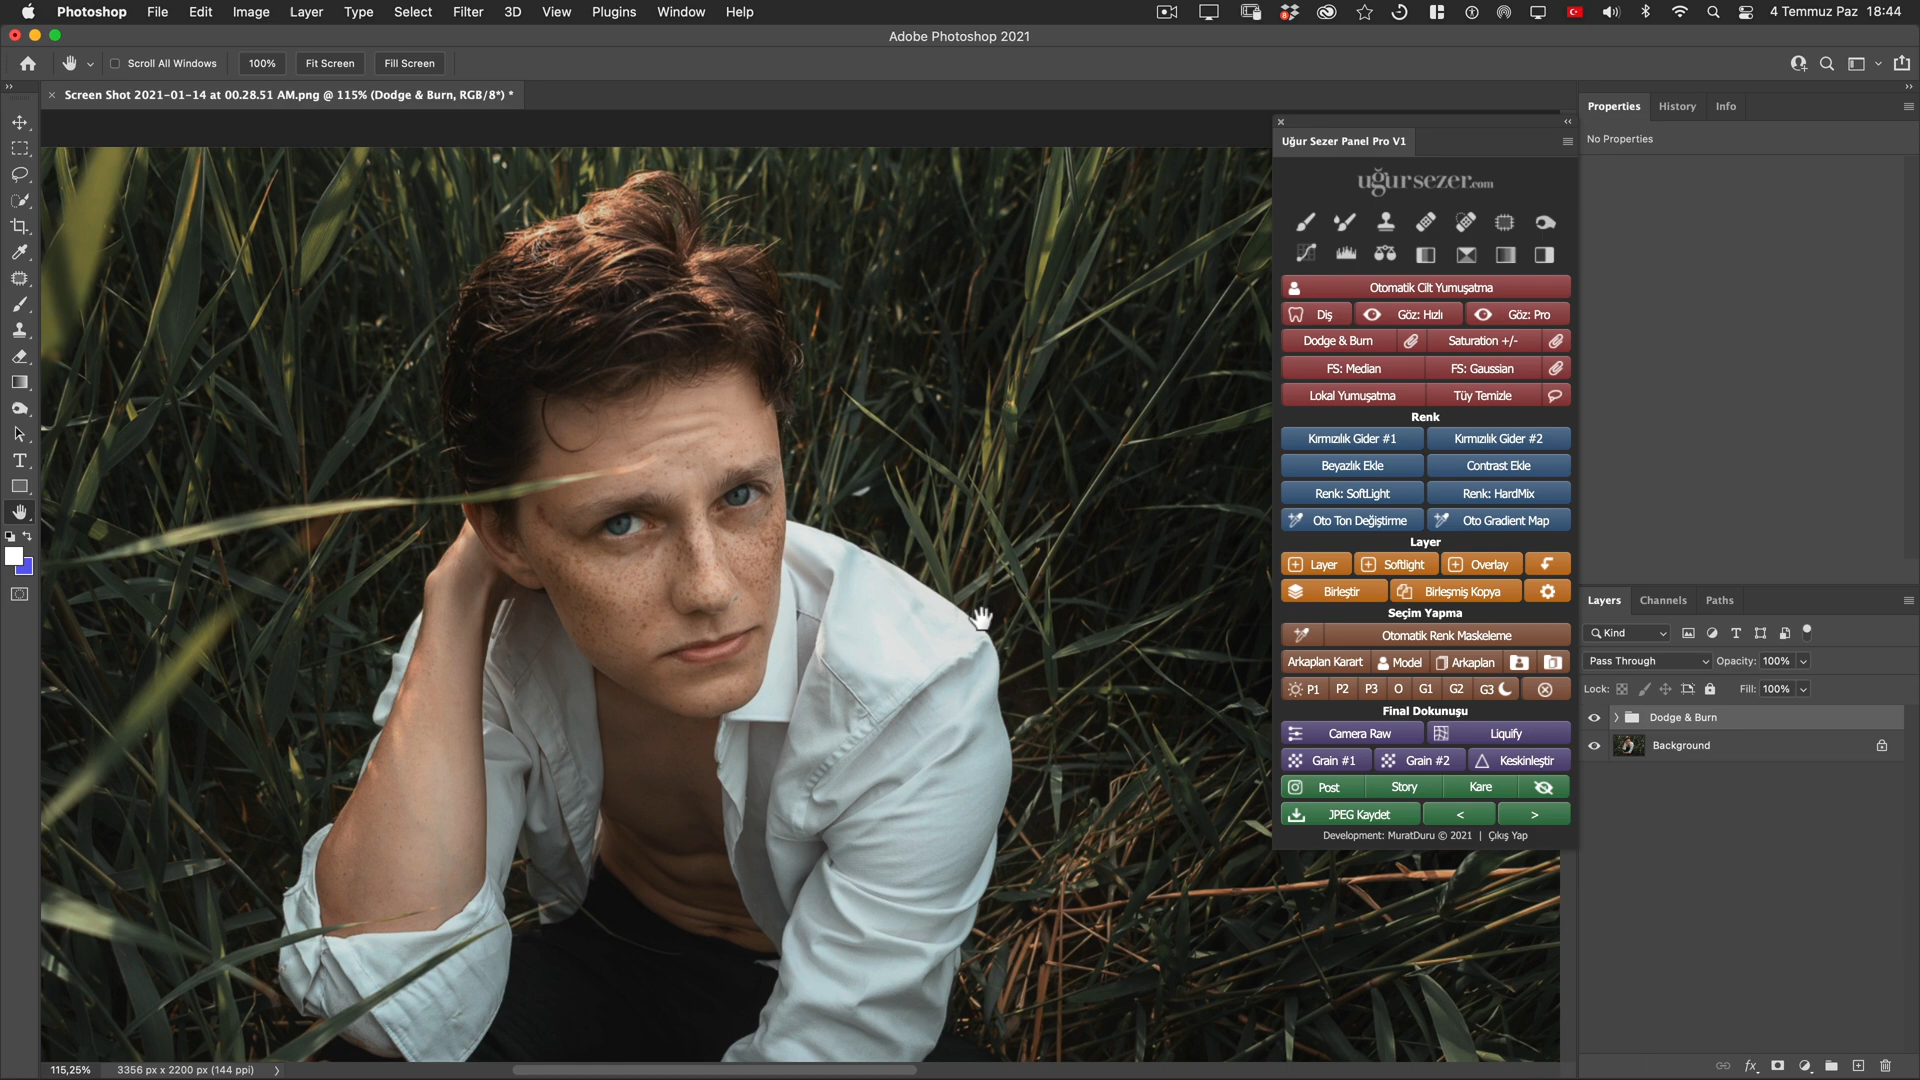 Photoshop File Edit Image Layer Type Select Filter 3D View Plugins Window Help 4 Temmuz Paz 18:44
Adobe Photoshop 2021
Scroll All Windows 100% Fit Screen Fill Screen
Screen Shot 2021-01-14 at 00.28.51 AM.png @ 115% (Dodge & Burn, RGB/8*) *
Properties History Info
No Properties
Uğur Sezer Panel Pro V1
uğursezer.com
Otomatik Cilt Yumuşatma
Diş Göz: Hızlı Göz: Pro
Dodge & Burn Saturation +/-
FS: Median FS: Gaussian
Lokal Yumuşatma Tüy Temizle
Renk
Kırmızılık Gider #1 Kırmızılık Gider #2
Beyazlık Ekle Contrast Ekle
Renk: SoftLight Renk: HardMix
Oto Ton Değiştirme Oto Gradient Map
Layer
Layer Softlight Overlay
Birleştir Birleşmiş Kopya
Seçim Yapma
Otomatik Renk Maskeleme
Arkaplan Karart Model Arkaplan
P1 P2 P3 O G1 G2 G3
Final Dokunuşu
Camera Raw Liquify
Grain #1 Grain #2 Keskinleştir
Post Story Kare
JPEG Kaydet < >
Development: MuratDuru © 2021 | Çıkış Yap
Layers Channels Paths
Kind
Pass Through Opacity: 100%
Lock: Fill: 100%
Dodge & Burn
Background
115,25% 3356 px x 2200 px (144 ppi)